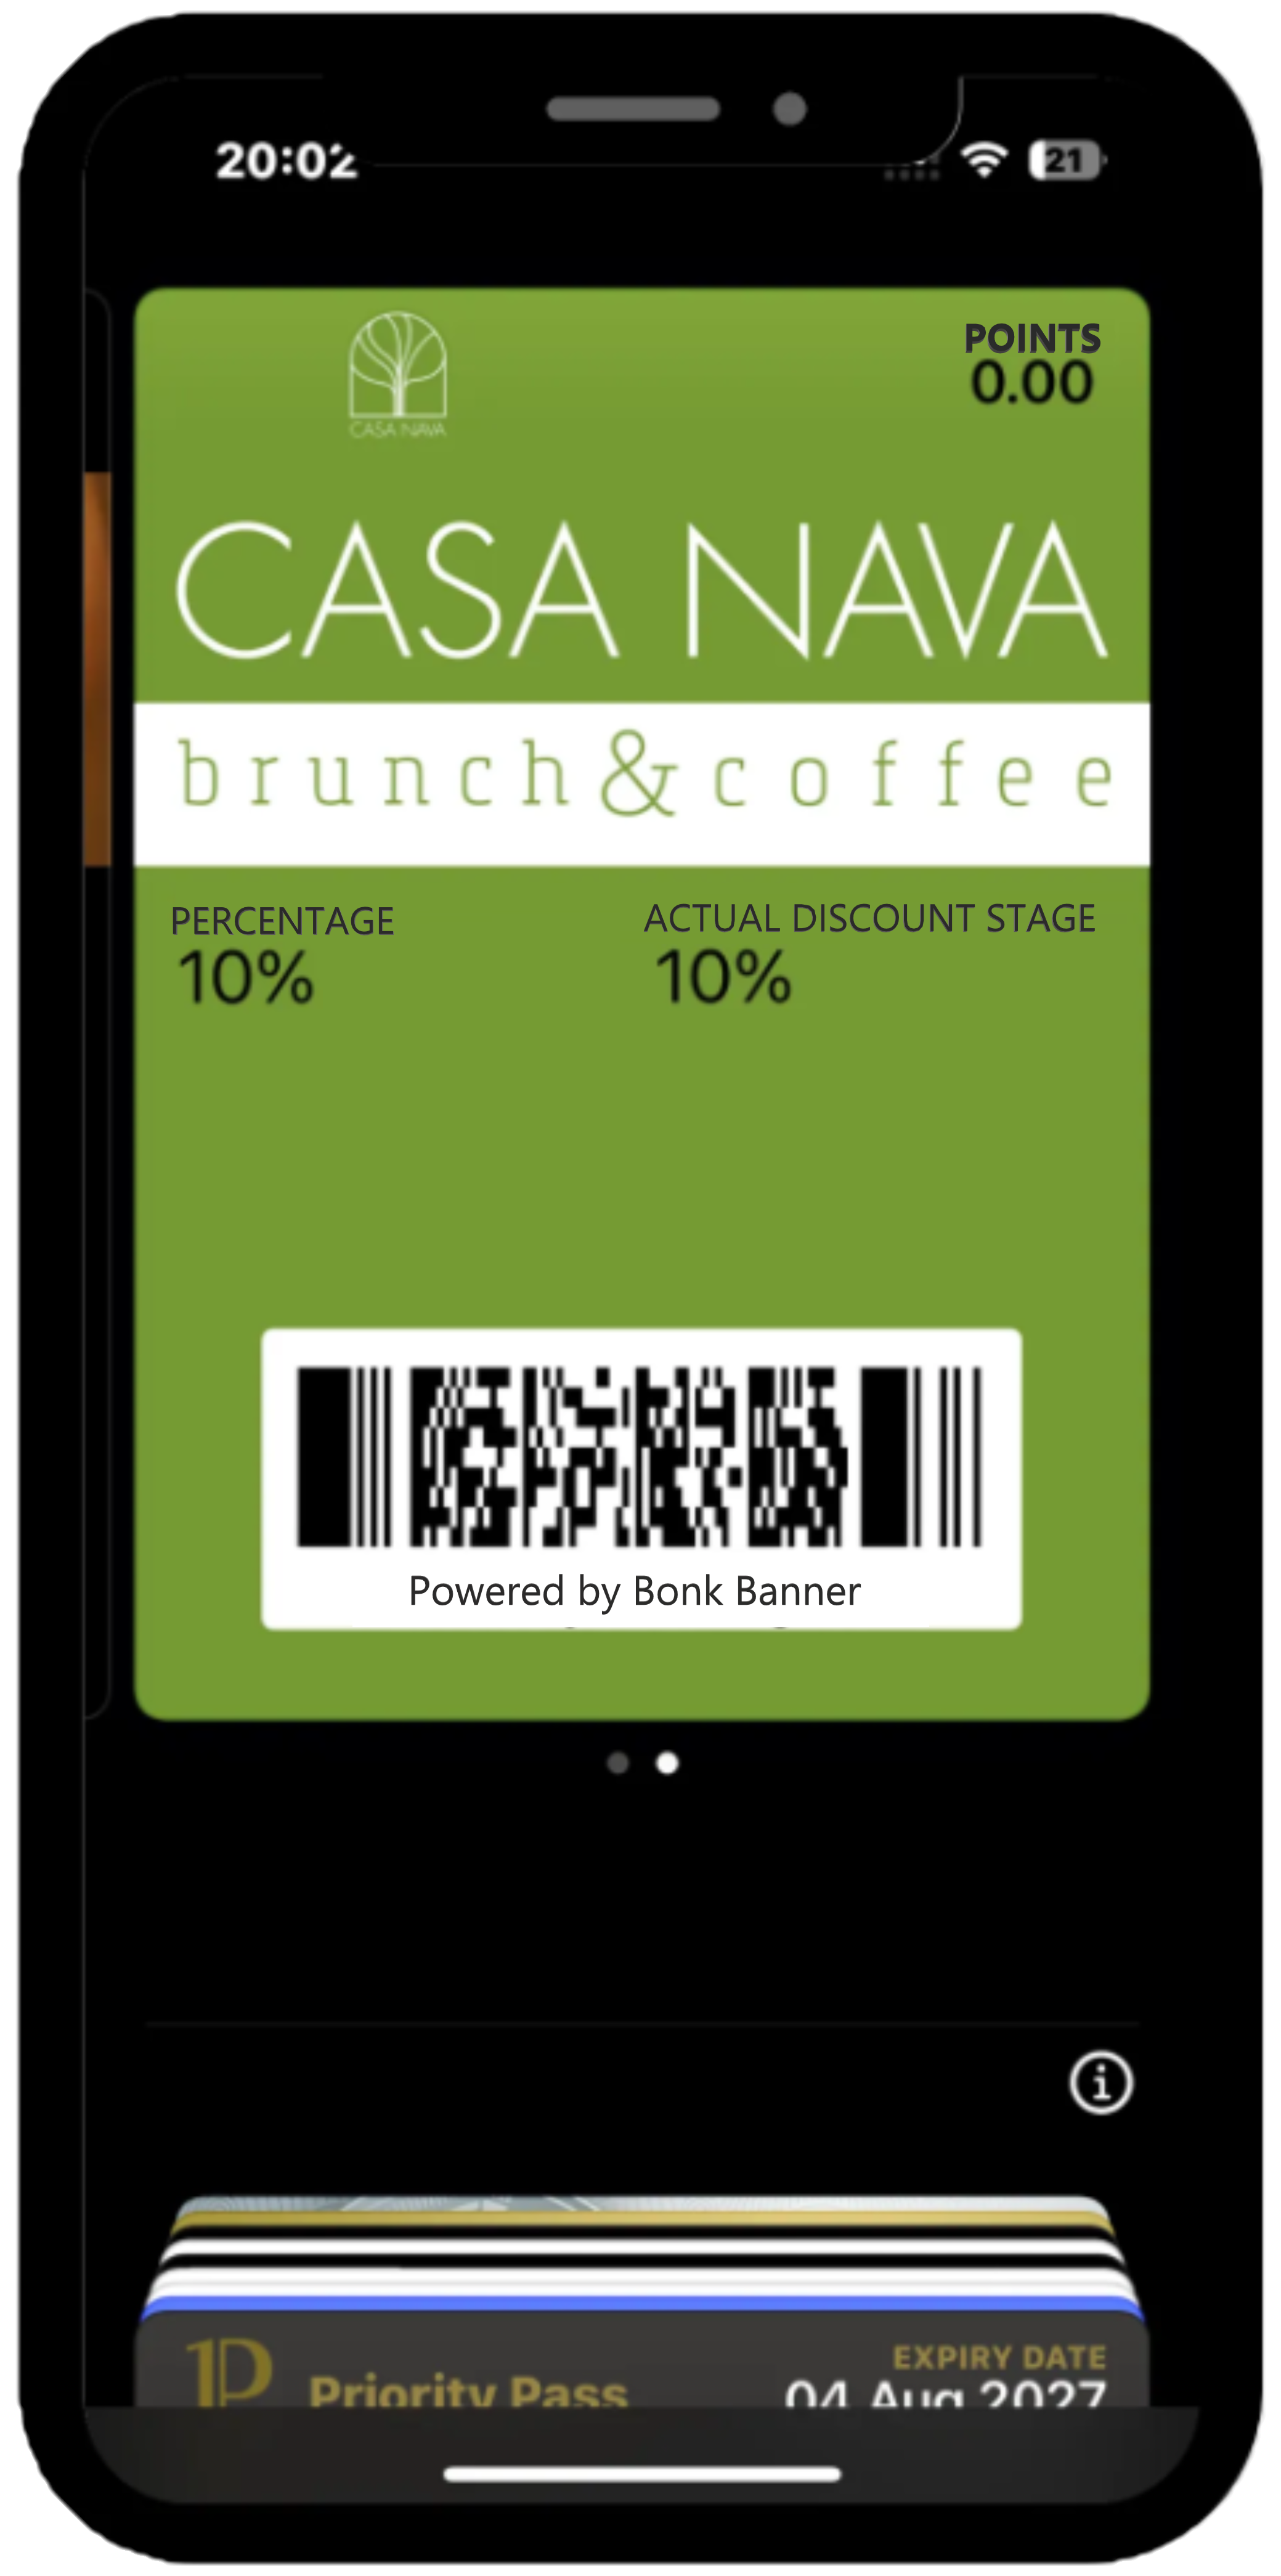 20:02
21
CASA NAVA
POINTS
0.00
CASA NAVA
brunch&coffee
PERCENTAGE
ACTUAL DISCOUNT STAGE
10%
10%
Powered by Bonk Banner
Priority Pass
EXPIRY DATE
04 Aug 2027